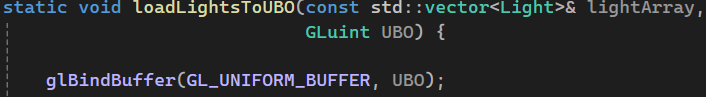 static void loadLightsToUBO(const std::vector<Light>& lightArray,
GLuint UBO) {
glBindBuffer(GL_UNIFORM_BUFFER, UBO);